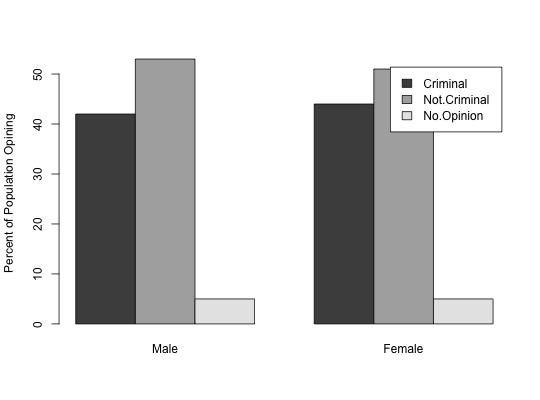 Percent of Population Opining
50
40
30
20
10
0
Criminal
Not.Criminal
No.Opinion
Male
Female